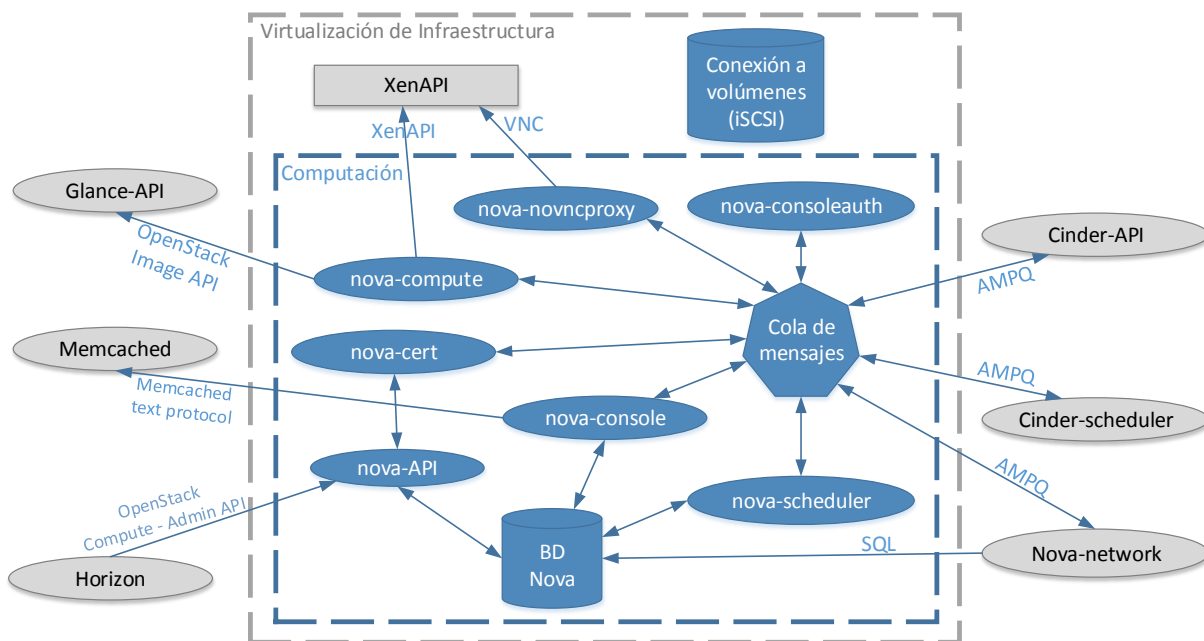 Virtualización de Infraestructura
XenAPI
Conexión a
volúmenes
(iSCSI)
XenAPI
VNC
Computación
Glance-API
nova-novncproxy
nova-consoleauth
OpenStack
Image API
nova-compute
Cinder-API
AMPQ
Cola de
mensajes
Memcached
nova-cert
Memcached
text protocol
AMPQ
nova-console
Cinder-scheduler
nova-API
AMPQ
nova-scheduler
OpenStack
Compute - Admin API
BD
Nova
SQL
Horizon
Nova-network